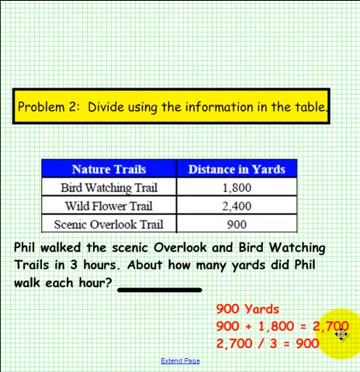 Problem 2: Divide using the information in the table.
Nature Trails Distance in Yards
Bird Watching Trail 1,800
Wild Flower Trail 2,400
Scenic Overlook Trail 900
Phil walked the scenic Overlook and Bird Watching
Trails in 3 hours. About how many yards did Phil
walk each hour?
900 Yards
900 + 1,800 = 2,700
2,700 / 3 = 900
Extend Page